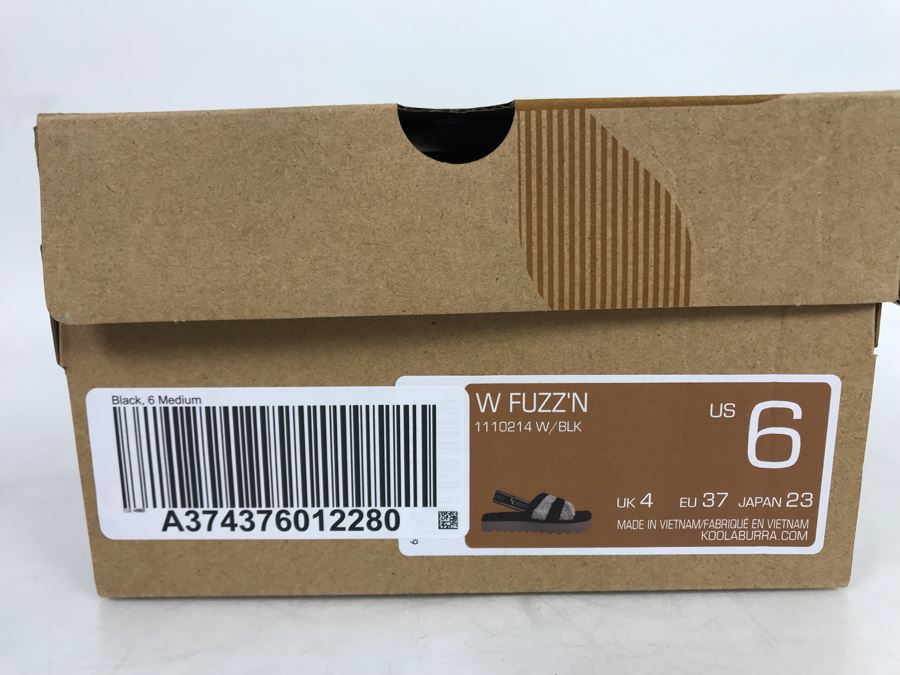 Black, 6 Medium
A374376012280
W FUZZ'N
1110214 W/BLK
US 6
UK 4 EU 37 JAPAN 23
MADE IN VIETNAM/FABRIQUÉ EN VIETNAM
KOOLABURRA.COM